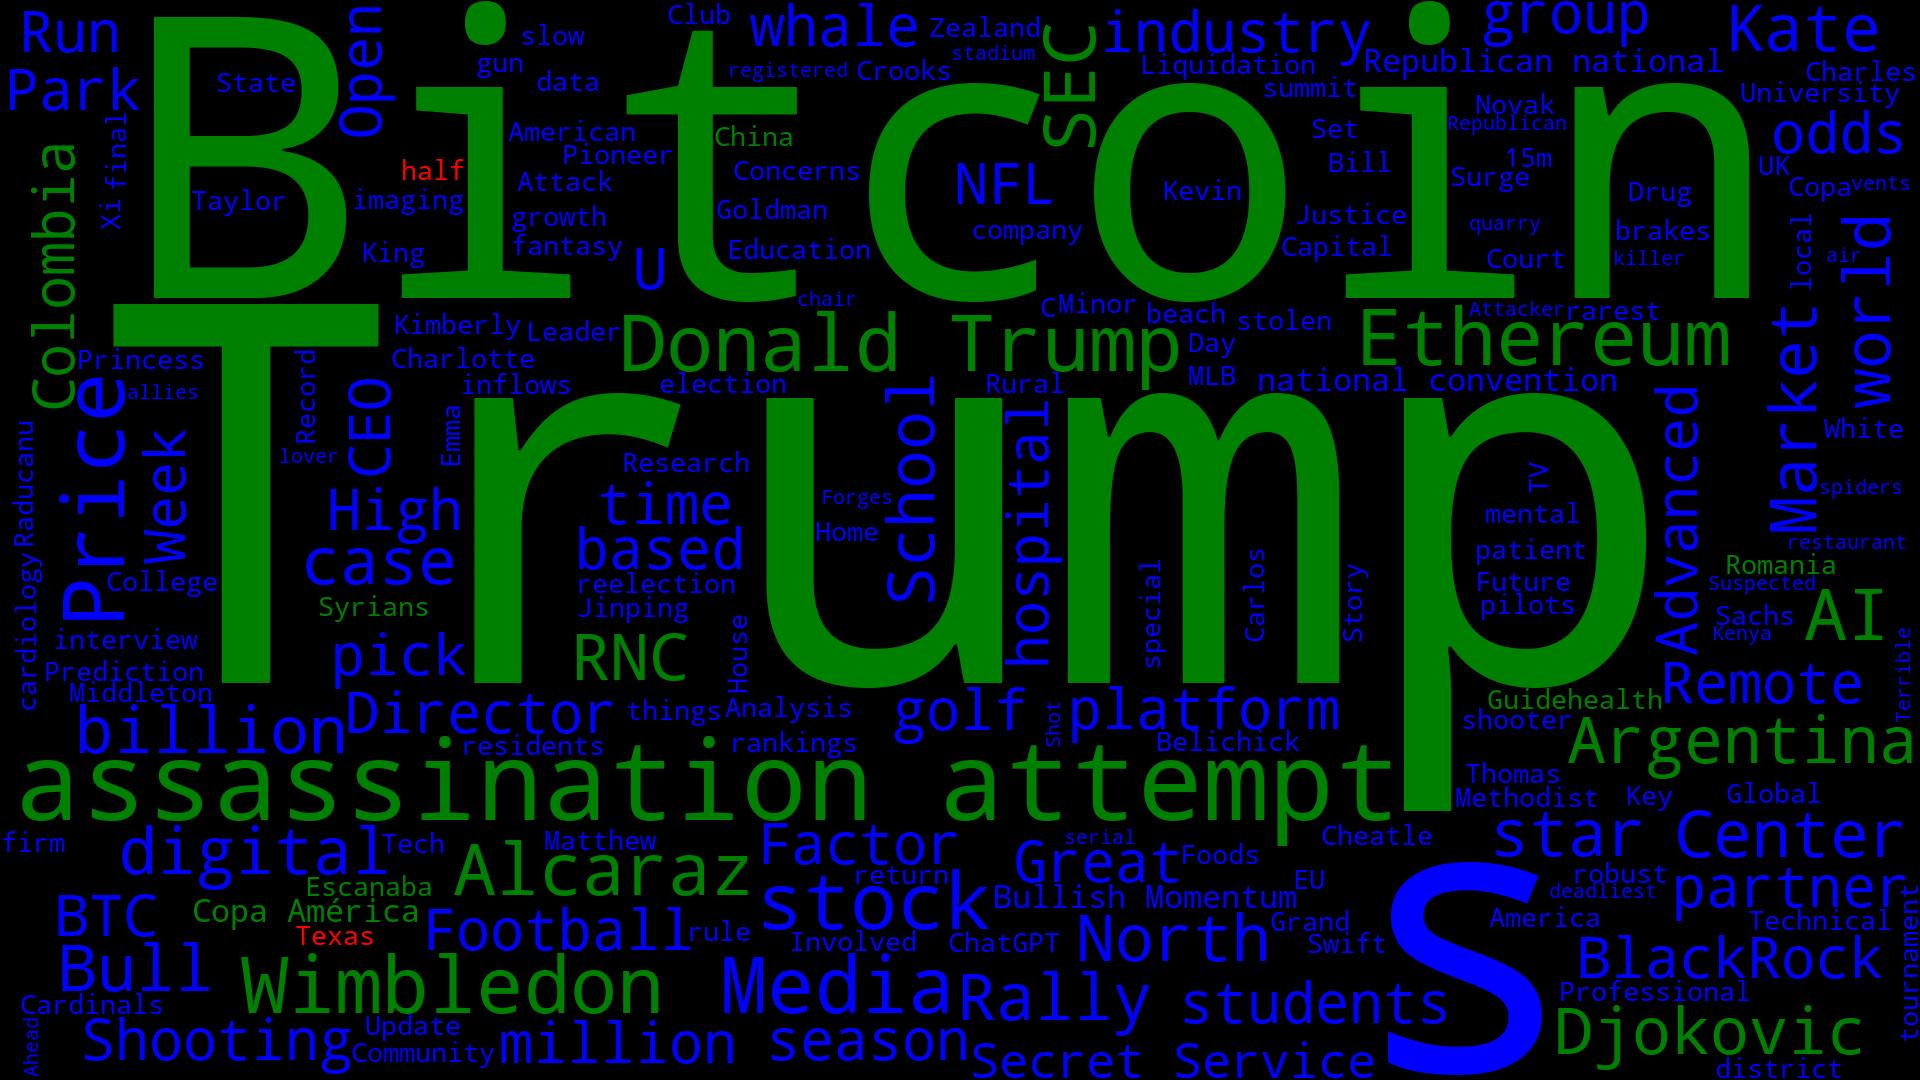 Run
Park
Open
slow
gun
data
Club
whale
Zealand
stadium
registered
Crooks
SEC
industry
Liquidation
summit
group
Republican national
Kate
Charles
University
State
Bitcoin
American
Pioneer
China
Novak
Republican
odds
half
Attack
Concerns
NFL
Kevin
Set
Bill
15m
Surge
UK
Copa
vents
Xi
final
Colombia
Taylor
imaging
growth
fantasy
Goldman
company
Justice
Capital
quarry
Drug
brakes
local
air
world
King
U
Education
Court
killer
chair
C
Minor
beach
stolen
Attacker
rarest
Kimberly
Leader
Donald Trump
Day
Ethereum
Market
Princess
Charlotte
allies
inflows
election
Rural
MLB
national convention
Price
Week
Record
lover
CEO
Emma
Trump
School
hospital
Advanced
White
Raducanu
Research
TV
spiders
High
time
Forges
Home
mental
case
based
patient
restaurant
cardiology
College
reelection
special
Carlos
Story
Future
Romania
Suspected
Syrians
Jinping
pilots
Sachs
AI
interview
pick
RNC
House
Kenya
Terrible
Prediction
Middleton
Guidehealth
Remote
billion
Director
things
Analysis
golf
Shot
platform
shooter
Argentina
residents
rankings
Belichick
assassination attempt
Thomas
Methodist
Key
Global
firm
digital
Tech
Matthew
Factor
serial
Cheatle
star
Center
Alcaraz
Great
Foods
Escanaba
return
EU
robust
deadliest
partner
BTC
Copa América
stock
Bullish Momentum
S
America
Technical
Texas
Football
rule
Involved
ChatGPT
North
Grand
Swift
BlackRock
tournament
Bull
Wimbledon
Media
Rally
students
Professional
Cardinals
Ahead
Shooting
Update
Community
million
season
Secret Service
Djokovic
district